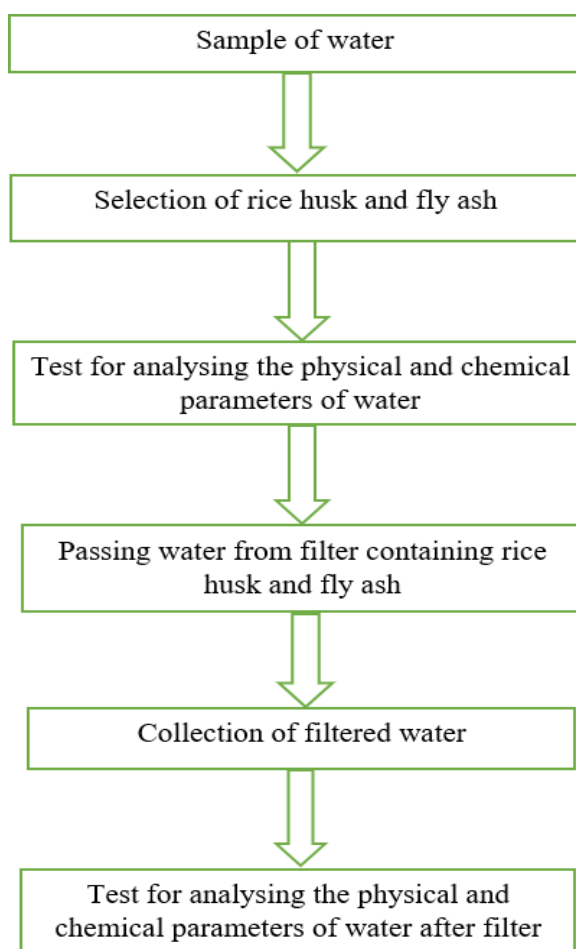 Sample of water
Selection of rice husk and fly ash
Test for analysing the physical and chemical
parameters of water
Passing water from filter containing rice
husk and fly ash
Collection of filtered water
Test for analysing the physical and
chemical parameters of water after filter